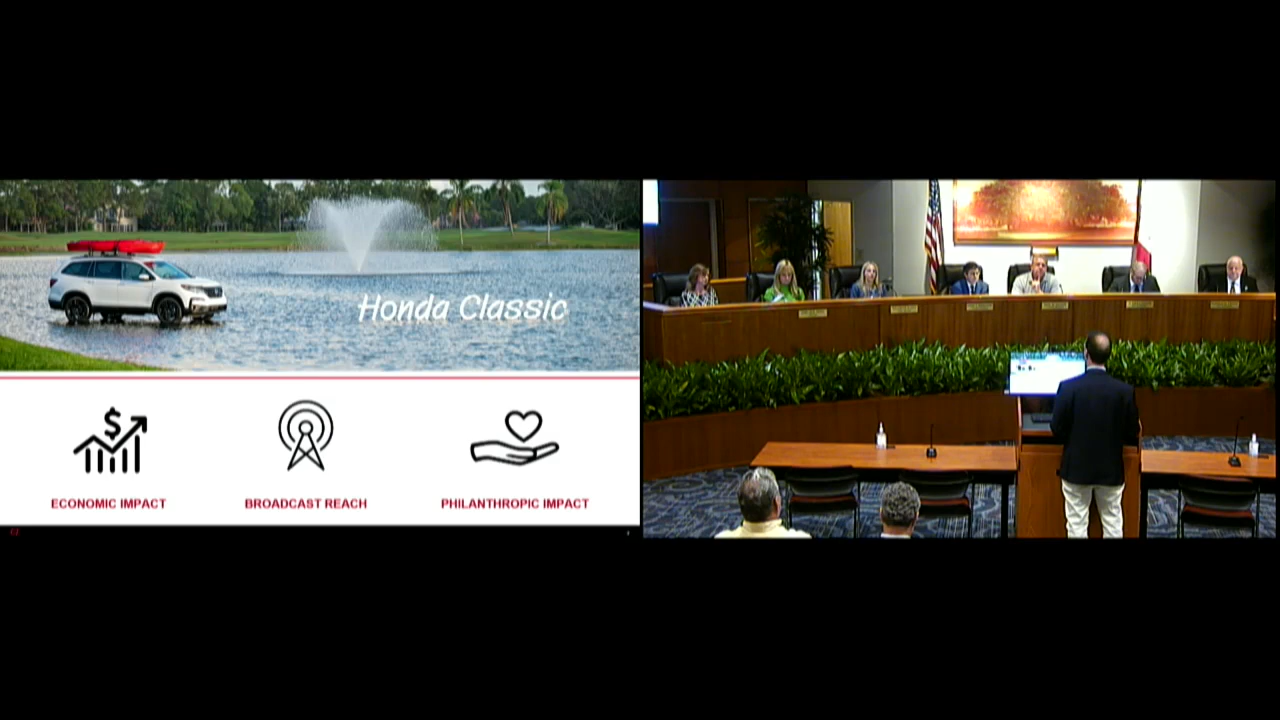 Honda Classic
ECONOMIC IMPACT
BROADCAST REACH
PHILANTHROPIC IMPACT